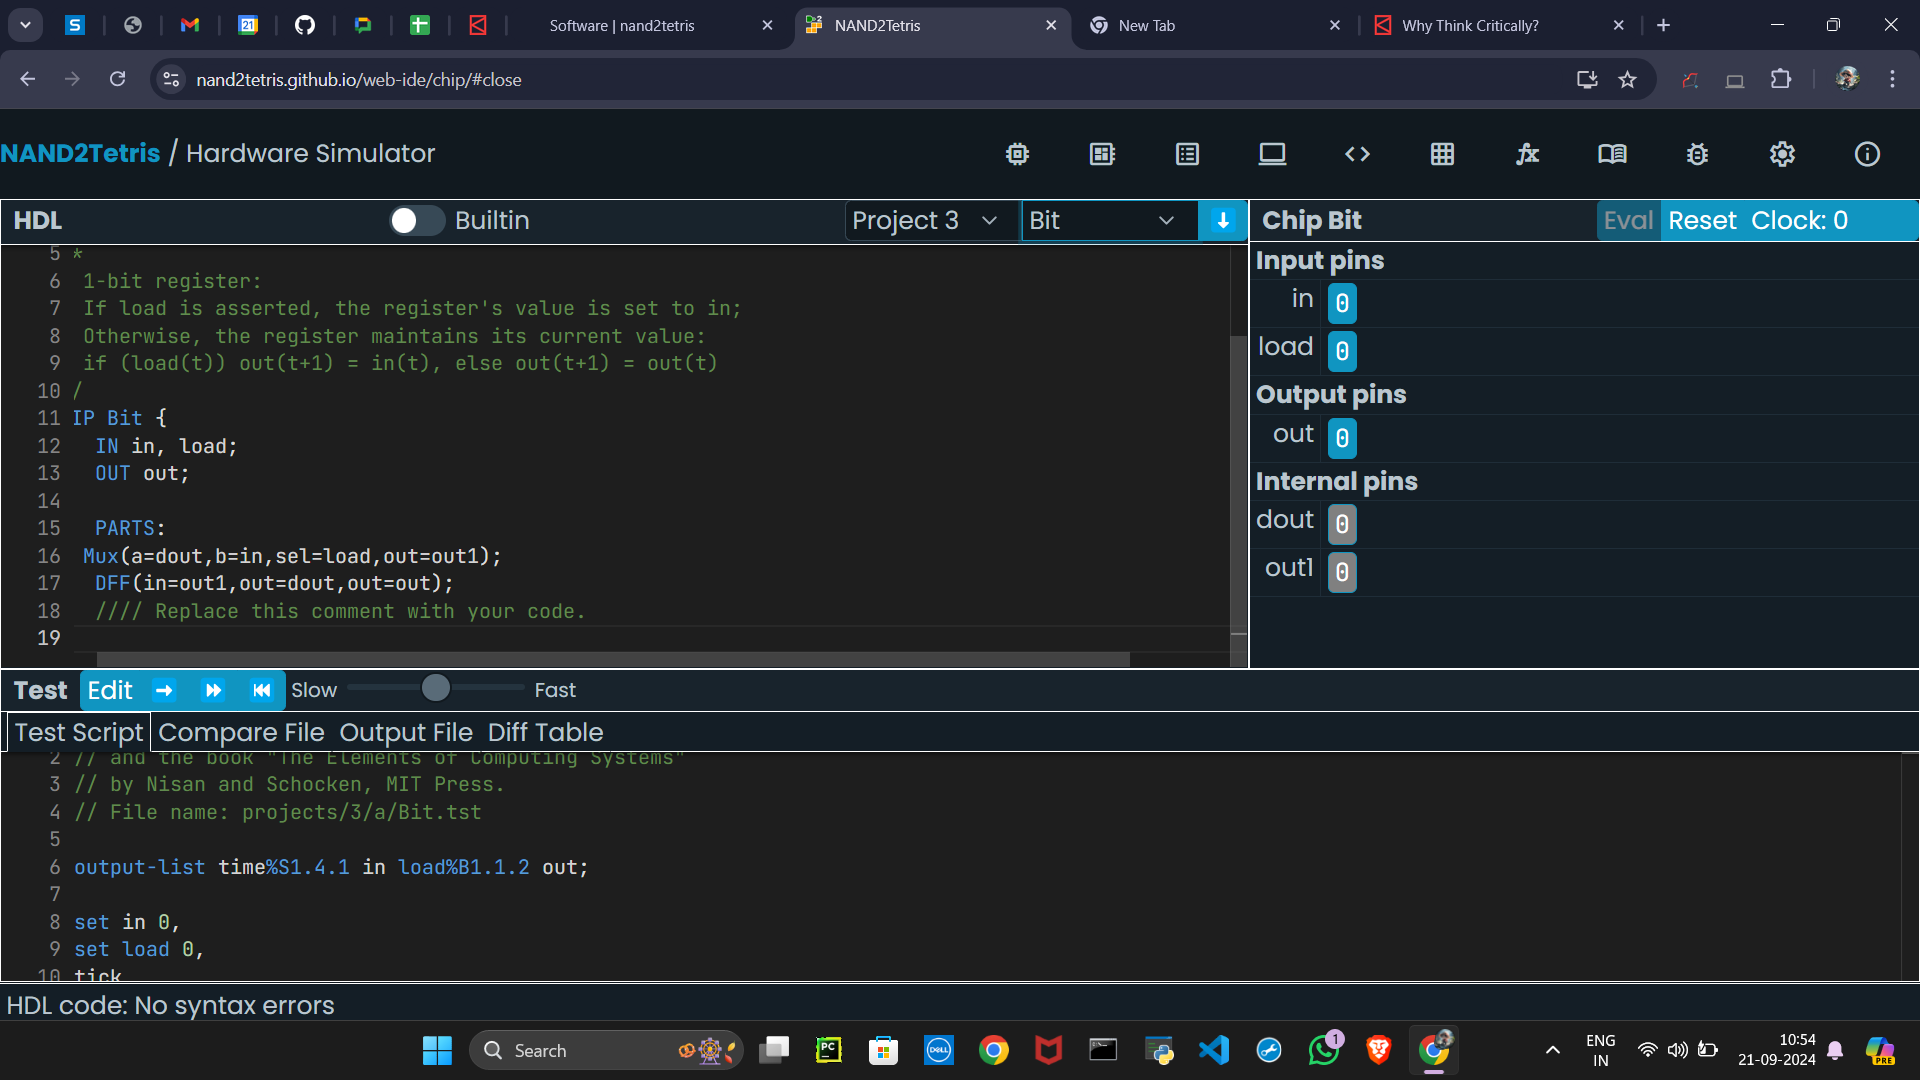 Software | nand2tetris
NAND2Tetris
New Tab
Why Think Critically?
nand2tetris.github.io/web-ide/chip/#close
NAND2Tetris / Hardware Simulator
HDL
Builtin
Project 3
Bit
Chip Bit
Eval
Reset
Clock: 0
5 *
6 1-bit register:
7 If load is asserted, the register's value is set to in;
8 Otherwise, the register maintains its current value:
9 if (load(t)) out(t+1) = in(t), else out(t+1) = out(t)
10 /
11 IP Bit {
12 IN in, load;
13 OUT out;
14
15 PARTS:
16 Mux(a=dout,b=in,sel=load,out=out1);
17 DFF(in=out1,out=dout,out=out);
18 //// Replace this comment with your code.
19
Input pins
in 0
load 0
Output pins
out 0
Internal pins
dout 0
out1 0
Test
Edit
Slow
Fast
Test Script
Compare File
Output File
Diff Table
2 // and the book "The Elements of Computing Systems"
3 // by Nisan and Schocken, MIT Press.
4 // File name: projects/3/a/Bit.tst
5
6 output-list time%S1.4.1 in load%B1.1.2 out;
7
8 set in 0,
9 set load 0,
10 tick
HDL code: No syntax errors
Search
PC
DELL
1
ENG
IN
10:54
21-09-2024
PRE